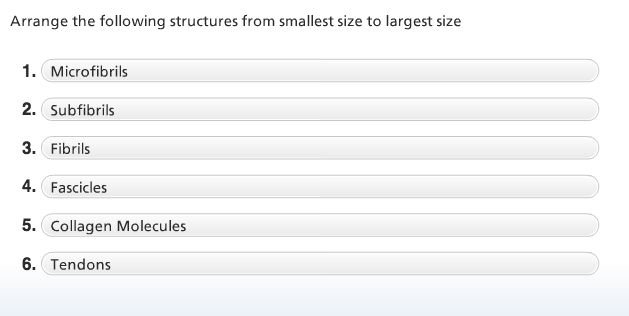 Arrange the following structures from smallest size to largest size
1. Microfibrils
2. Subfibrils
3. Fibrils
4. Fascicles
5. Collagen Molecules
6. Tendons